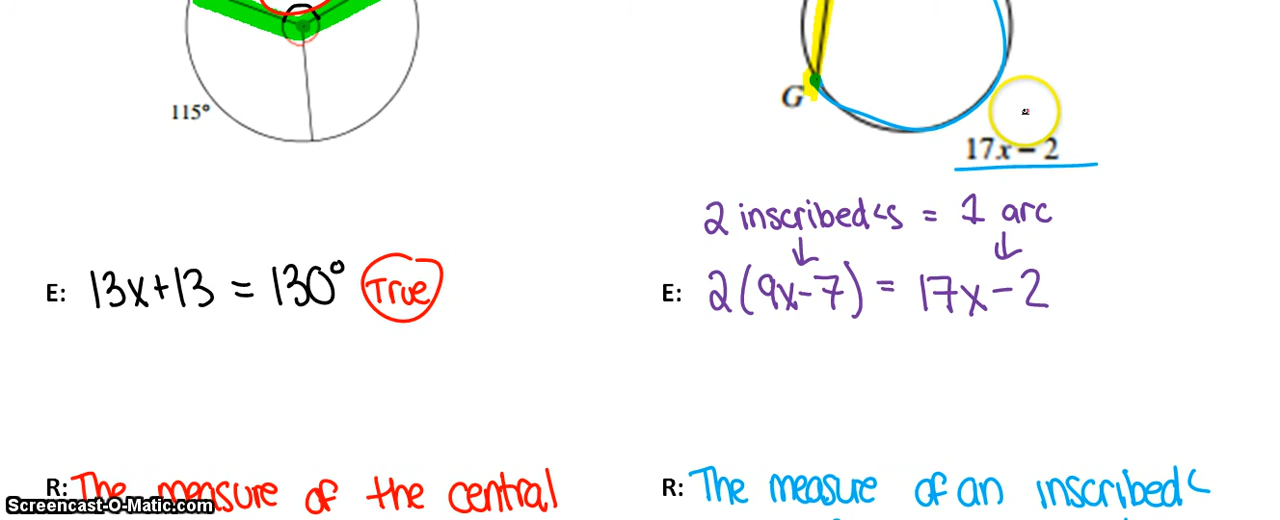 115°
G
17x – 2
2 inscribed<s = 1 arc
E: 13x+13 = 130° True
E: 2(9x-7) = 17x-2
R: The measure of the central
R: The measure of an inscribed<
Screencast-O-Matic.com